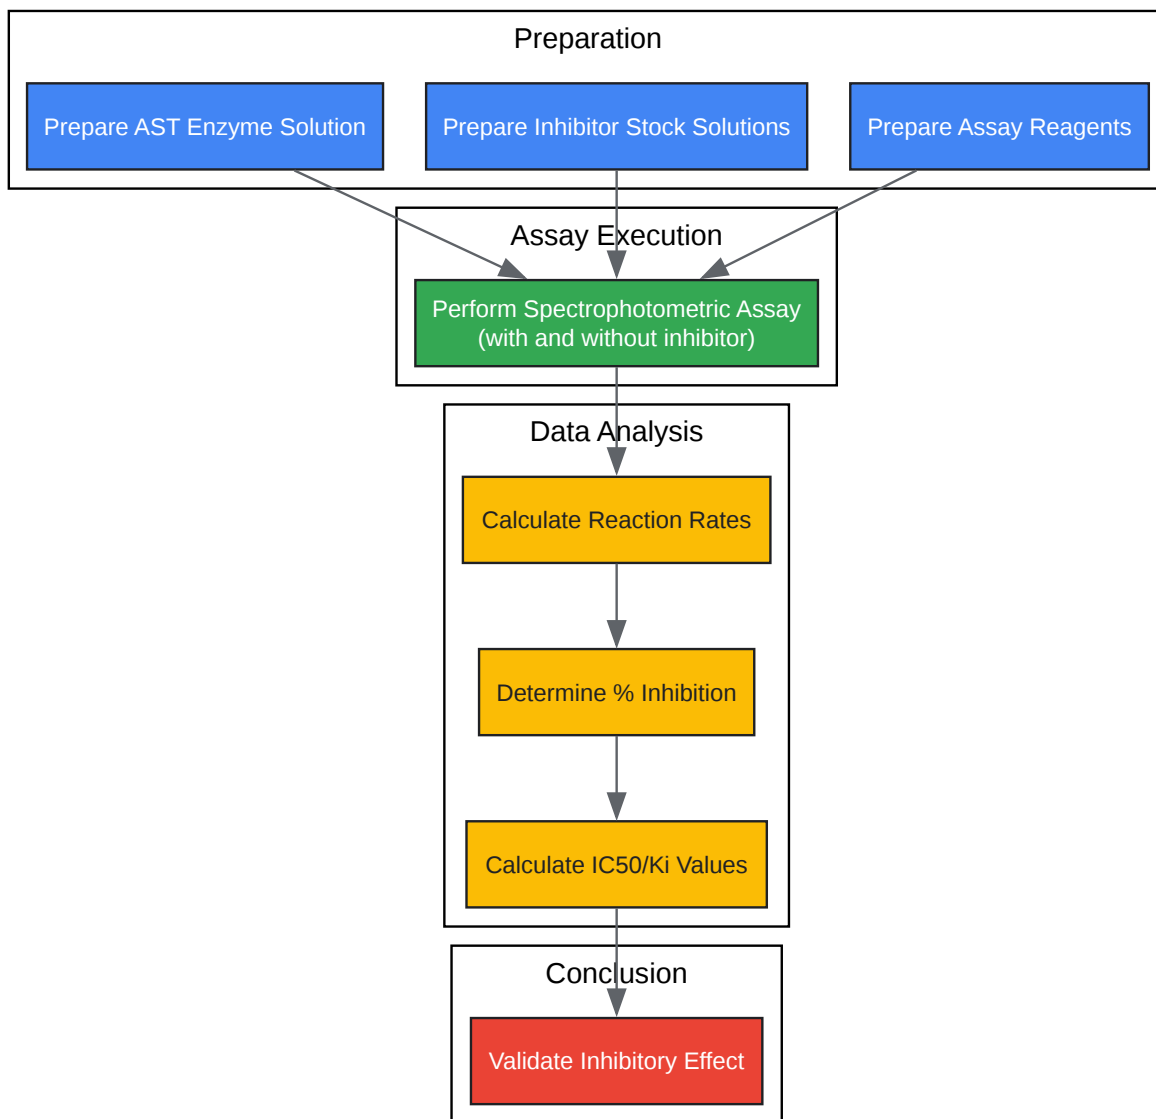 Preparation
Prepare AST Enzyme Solution
Prepare Inhibitor Stock Solutions
Prepare Assay Reagents
Assay Execution
Perform Spectrophotometric Assay
(with and without inhibitor)
Data Analysis
Calculate Reaction Rates
Determine % Inhibition
Calculate IC50/Ki Values
Conclusion
Validate Inhibitory Effect